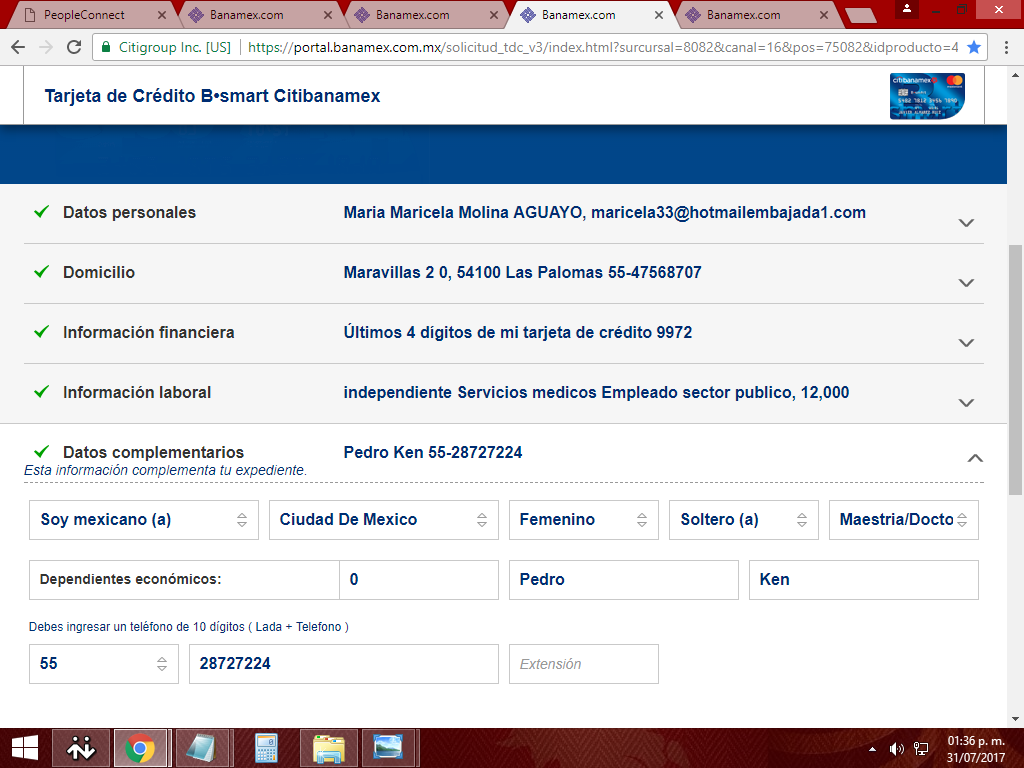 PeopleConnect
Banamex.com
Banamex.com
Banamex.com
Banamex.com
Citigroup Inc. [US]
https://portal.banamex.com.mx/solicitud_tdc_v3/index.html?surcursal=8082&canal=16&pos=75082&idproducto=4
Tarjeta de Crédito B•smart Citibanamex
citibanamex
Datos personales
Maria Maricela Molina AGUAYO, maricela33@hotmailembajada1.com
Domicilio
Maravillas 2 0, 54100 Las Palomas 55-47568707
Información financiera
Últimos 4 dígitos de mi tarjeta de crédito 9972
Información laboral
independiente Servicios medicos Empleado sector publico, 12,000
Datos complementarios
Pedro Ken 55-28727224
Esta información complementa tu expediente.
Soy mexicano (a)
Ciudad De Mexico
Femenino
Soltero (a)
Maestria/Docto
Dependientes económicos:
0
Pedro
Ken
Debes ingresar un teléfono de 10 dígitos ( Lada + Telefono )
55
28727224
Extensión
01:36 p. m.
31/07/2017